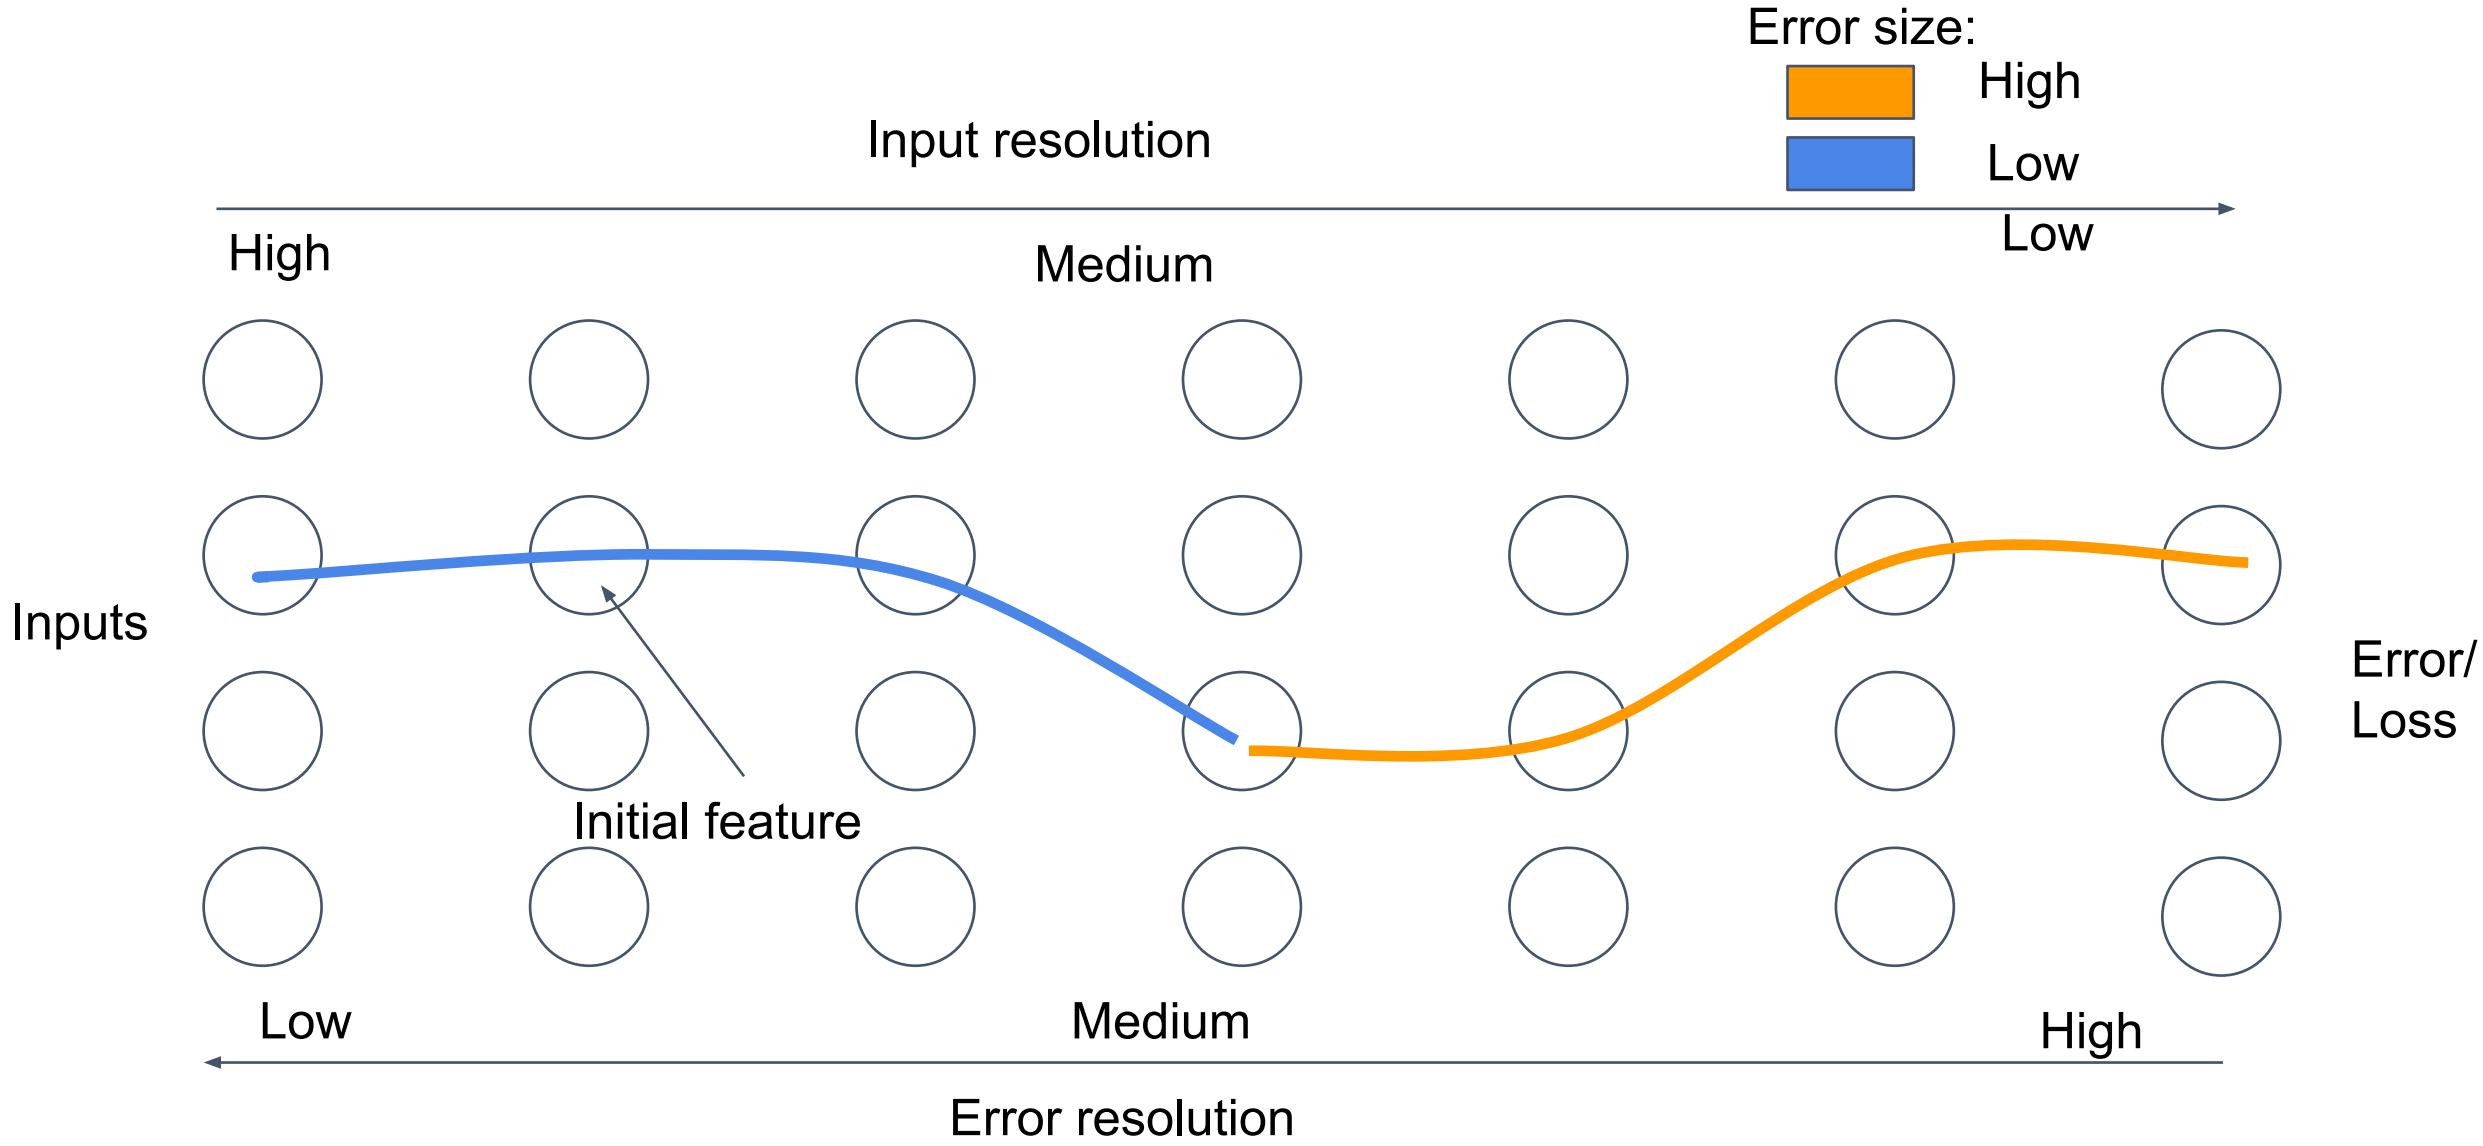 Error size:
High
Low
Input resolution
High
Medium
Low
Inputs
Error/
Loss
Initial feature
Low
Medium
High
Error resolution